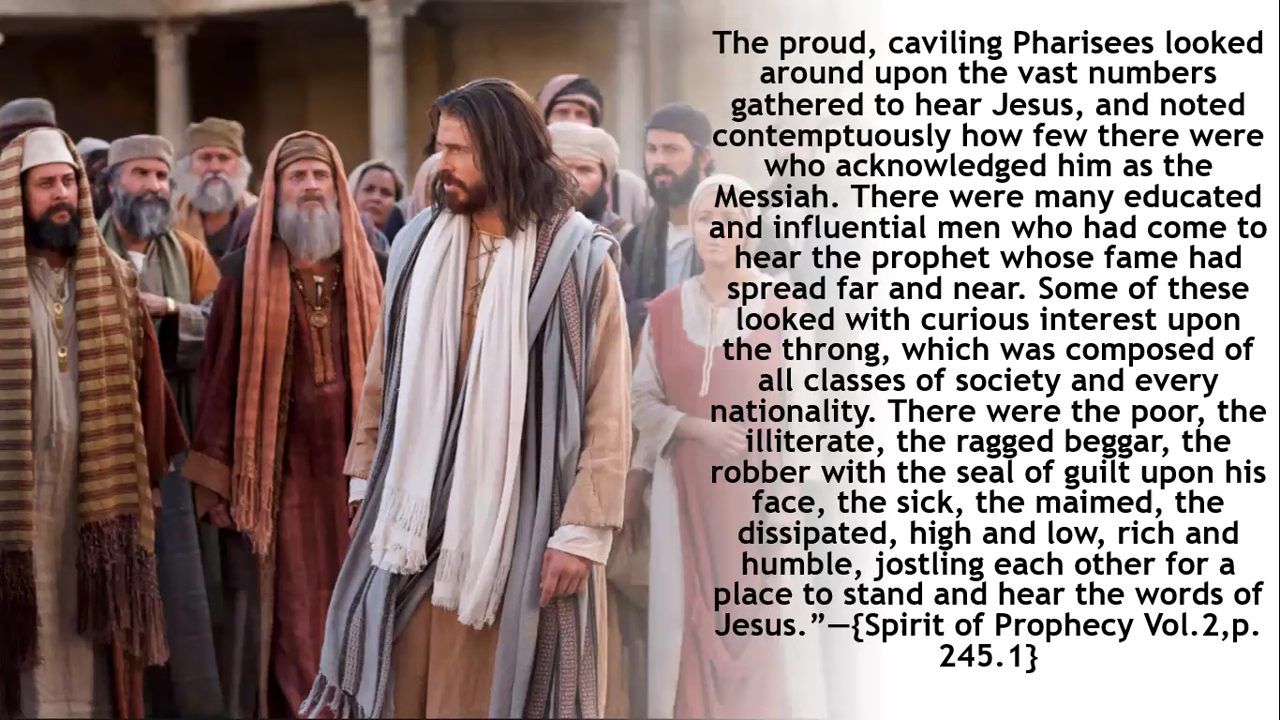 The proud, caviling Pharisees looked
around upon the vast numbers
gathered to hear Jesus, and noted
contemptuously how few there were
who acknowledged him as the
Messiah. There were many educated
and influential men who had come to
hear the prophet whose fame had
spread far and near. Some of these
looked with curious interest upon
the throng, which was composed of
all classes of society and every
nationality. There were the poor, the
illiterate, the ragged beggar, the
robber with the seal of guilt upon his
face, the sick, the maimed, the
dissipated, high and low, rich and
humble, jostling each other for a
place to stand and hear the words of
Jesus.”—{Spirit of Prophecy Vol.2,p.
245.1}